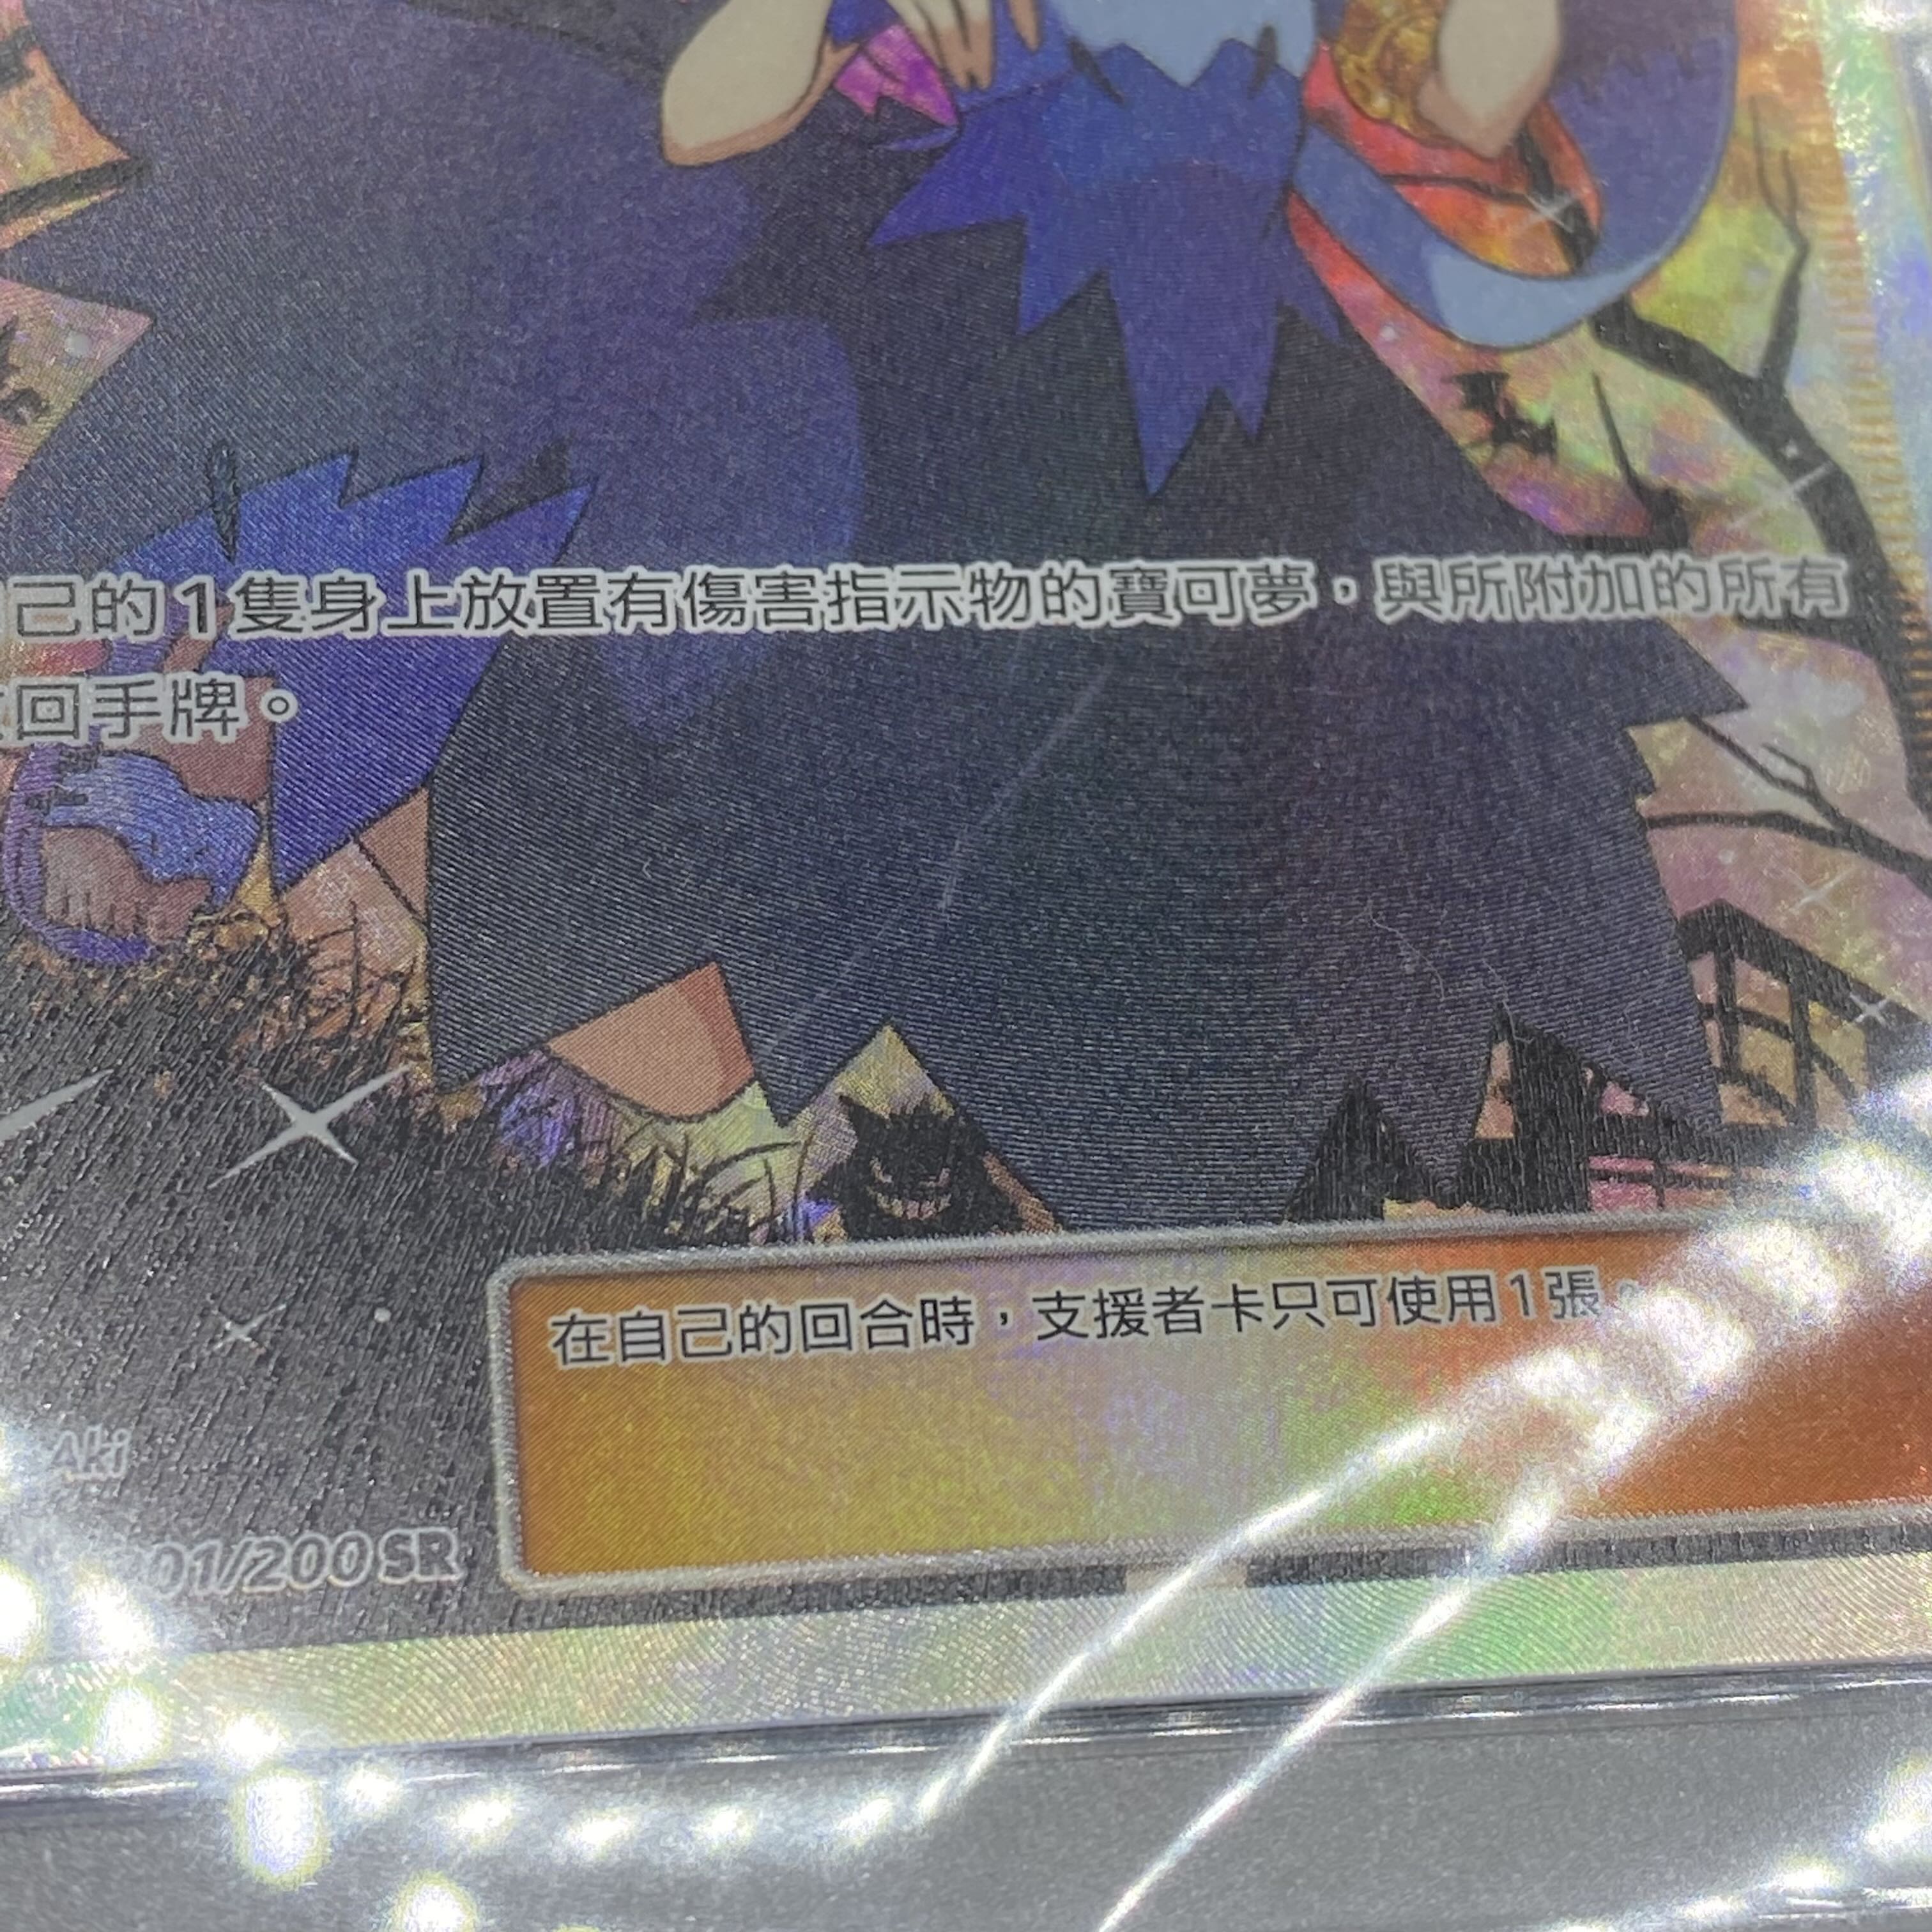 己的1隻身上放置有傷害指示物的寶可夢，與所附加的所有
回手牌。
在自己的回合時，支援者卡只可使用1張。
Aki
01/200 SR